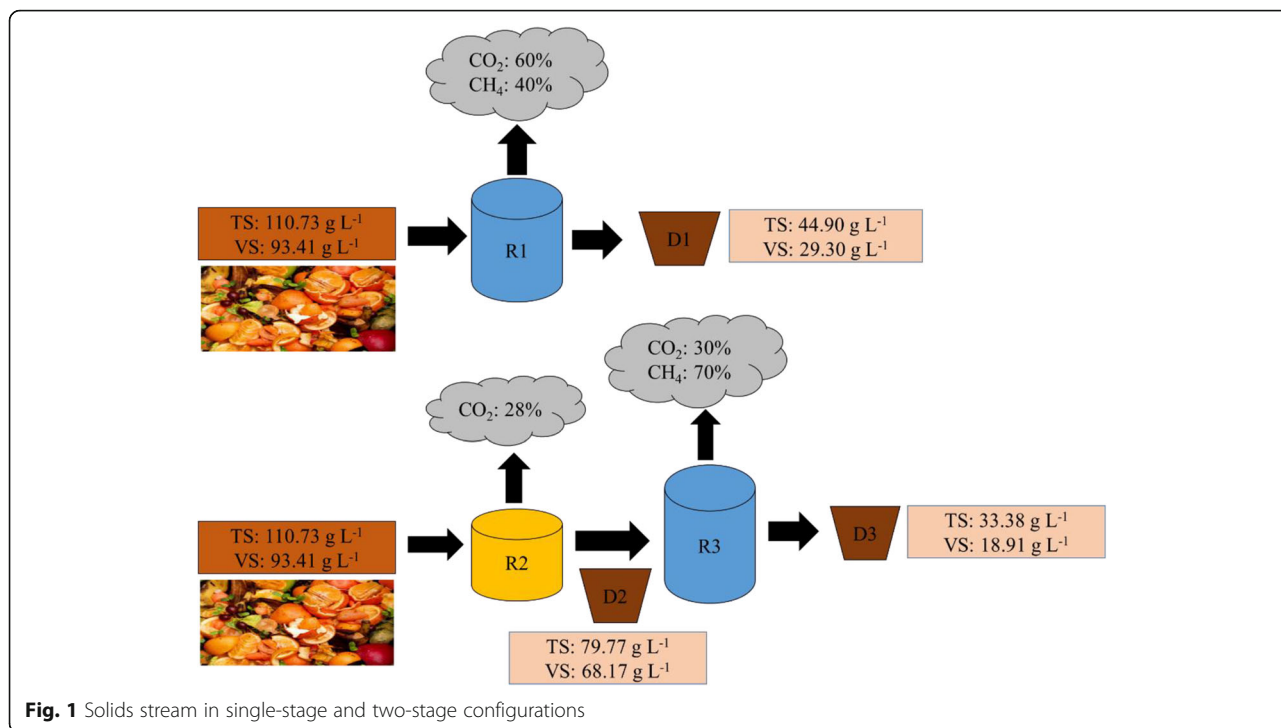 CO₂: 60%
CH₄: 40%
TS: 110.73 g L⁻¹
VS: 93.41 g L⁻¹
R1
D1
TS: 44.90 g L⁻¹
VS: 29.30 g L⁻¹
CO₂: 30%
CH₄: 70%
CO₂: 28%
TS: 110.73 g L⁻¹
VS: 93.41 g L⁻¹
R2
R3
D3
TS: 33.38 g L⁻¹
VS: 18.91 g L⁻¹
D2
TS: 79.77 g L⁻¹
VS: 68.17 g L⁻¹
Fig. 1 Solids stream in single-stage and two-stage configurations